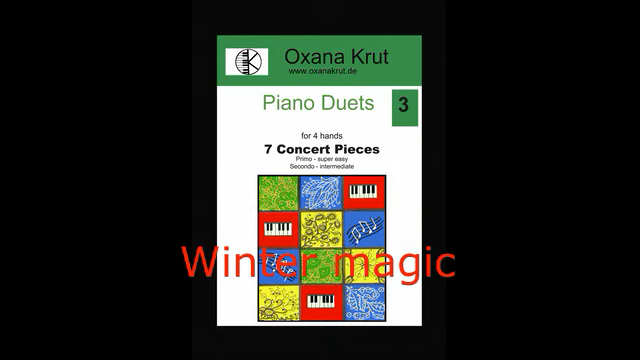 Oxana Krut
www.oxanakrut.de
Piano Duets
3
for 4 hands
7 Concert Pieces
Primo - super easy
Secondo - intermediate
Winter magic